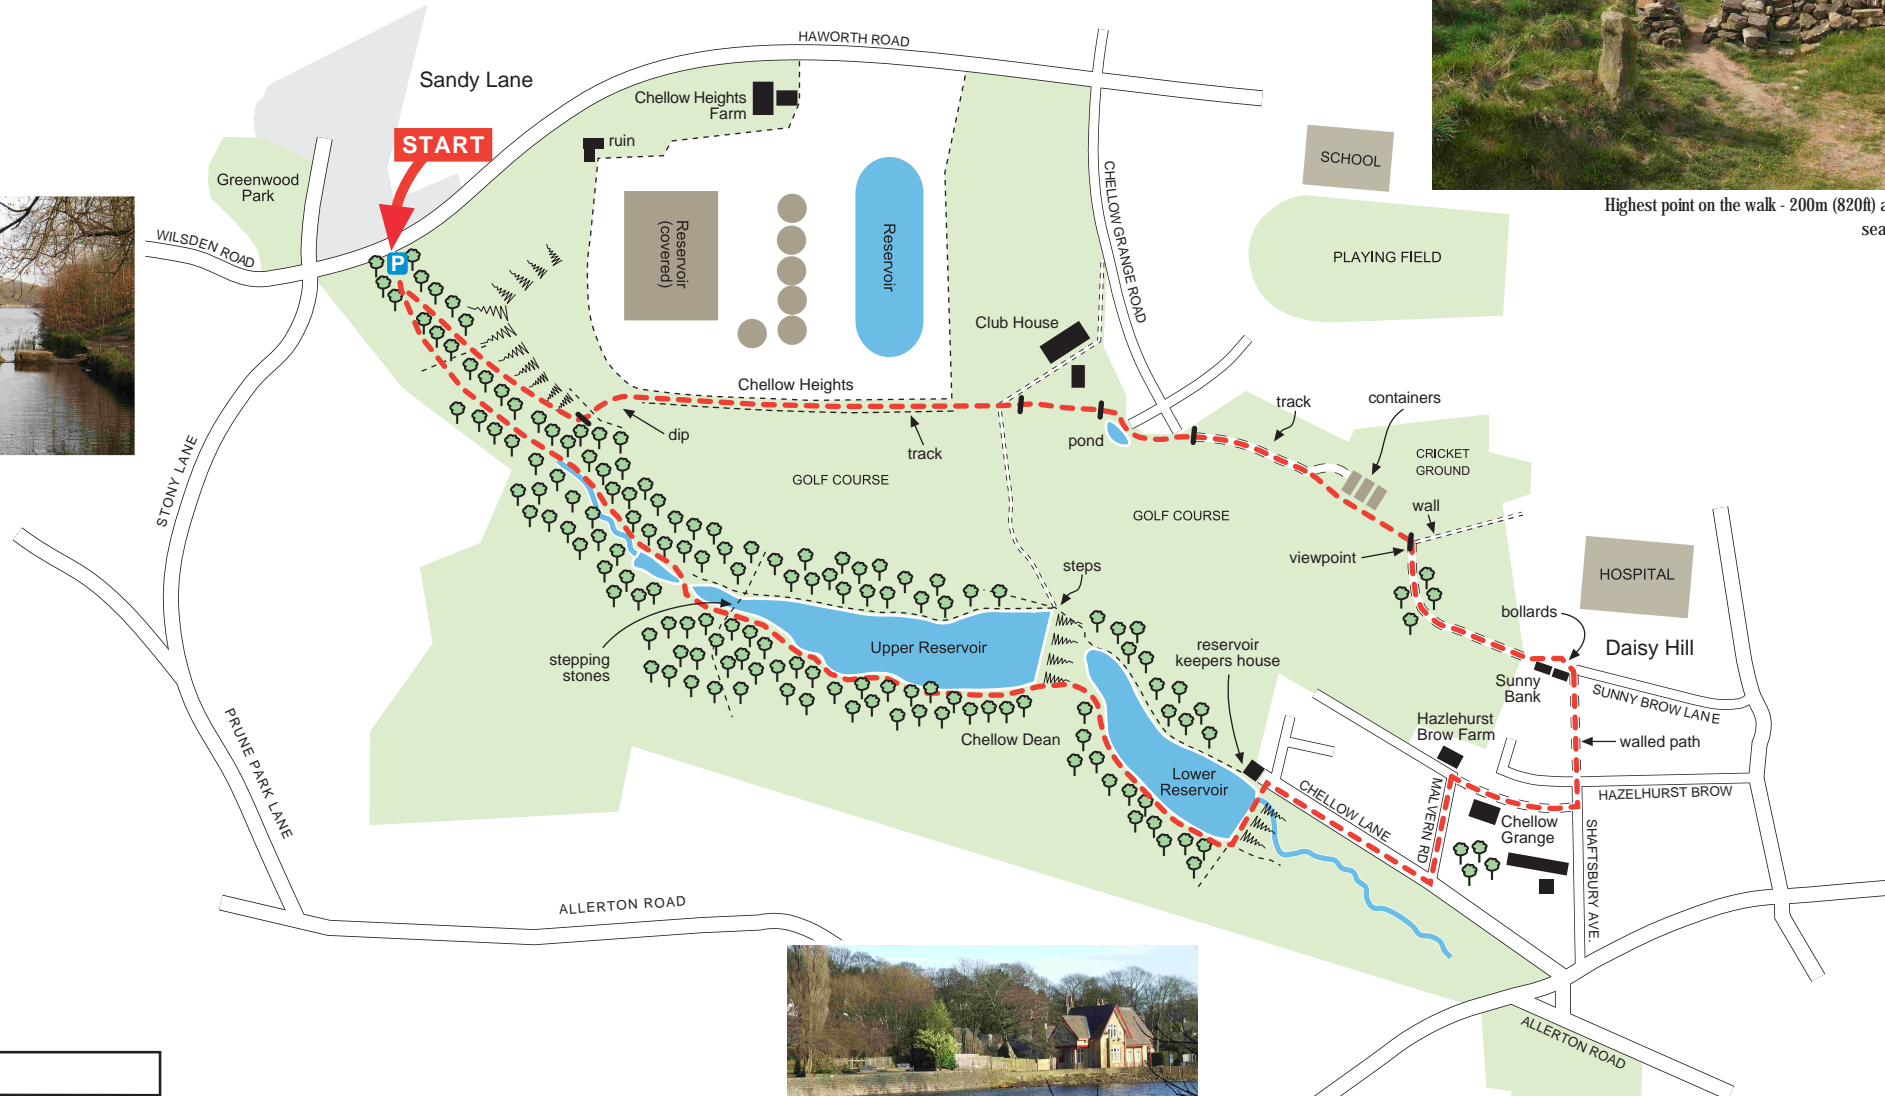 HAWORTH ROAD
Sandy Lane
Chellow Heights
Farm
START
ruin
SCHOOL
CHELLOW GRANGE ROAD
Greenwood
Park
Highest point on the walk - 200m (820ft) a
sea
WILSDEN ROAD
P
Reservoir
(covered)
Reservoir
PLAYING FIELD
Club House
Chellow Heights
track
containers
dip
track
pond
CRICKET
GROUND
STONY LANE
GOLF COURSE
GOLF COURSE
wall
viewpoint
steps
HOSPITAL
bollards
stepping
stones
Upper Reservoir
reservoir
keepers house
Daisy Hill
Sunny
Bank
SUNNY BROW LANE
Hazlehurst
Brow Farm
walled path
PRUNE PARK LANE
Chellow Dean
Lower
Reservoir
CHELLOW LANE
MALVERN RD
HAZELHURST BROW
Chellow
Grange
SHAFTSBURY AVE.
ALLERTON ROAD
ALLERTON ROAD